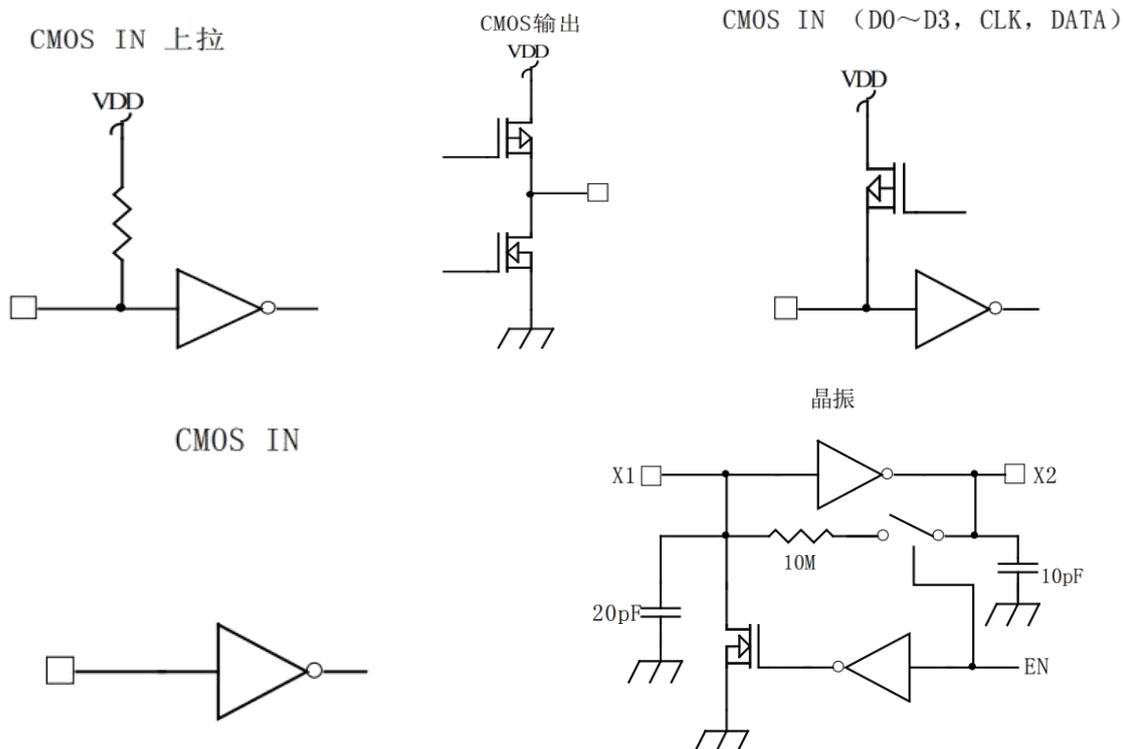 CMOS IN 上拉
VDD
CMOS输出
VDD
CMOS IN （D0～D3，CLK，DATA）
VDD
CMOS IN
晶振
X1
X2
10M
10pF
20pF
EN